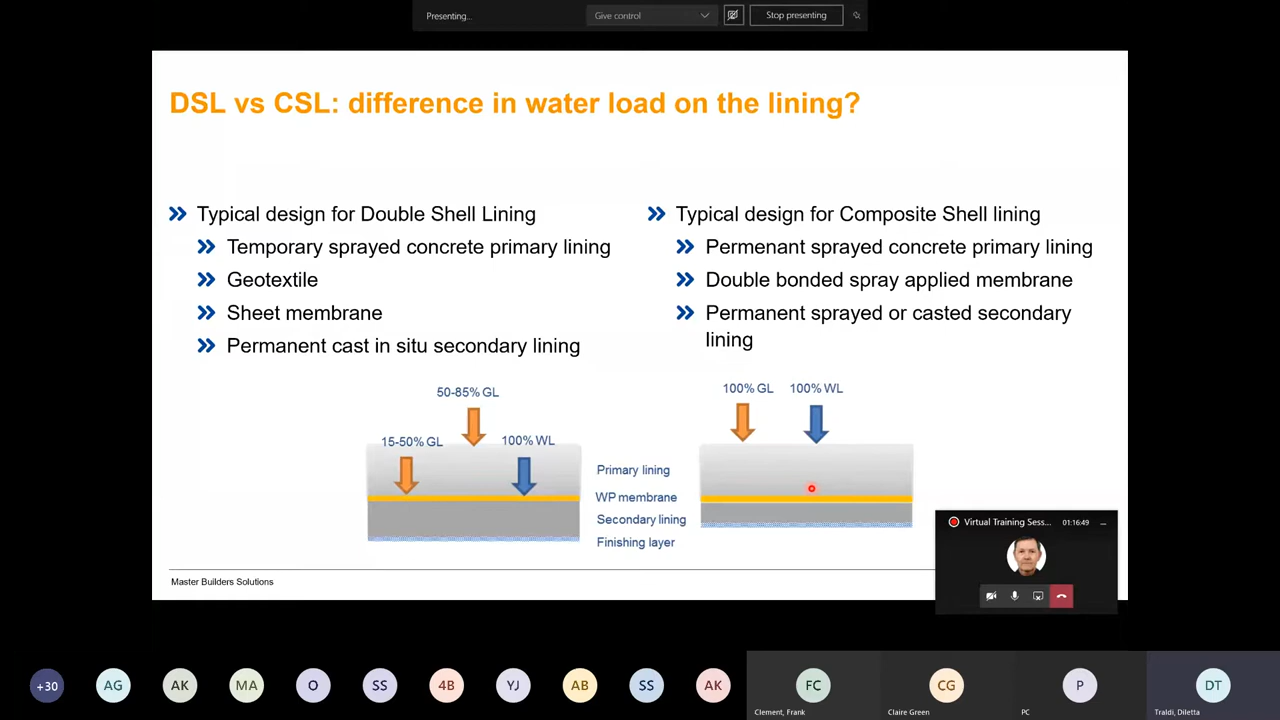 Presenting...
Give control
Stop presenting
DSL vs CSL: difference in water load on the lining?
Typical design for Double Shell Lining
Temporary sprayed concrete primary lining
Geotextile
Sheet membrane
Permanent cast in situ secondary lining
Typical design for Composite Shell lining
Permenant sprayed concrete primary lining
Double bonded spray applied membrane
Permanent sprayed or casted secondary
lining
50-85% GL
15-50% GL
100% WL
100% GL
100% WL
Primary lining
WP membrane
Secondary lining
Finishing layer
Master Builders Solutions
Virtual Training Sess...
01:16:49
...
+30
AG
AK
MA
O
SS
4B
YJ
AB
SS
AK
FC
Clement, Frank
CG
Claire Green
P
PC
DT
Traldi, Diletta